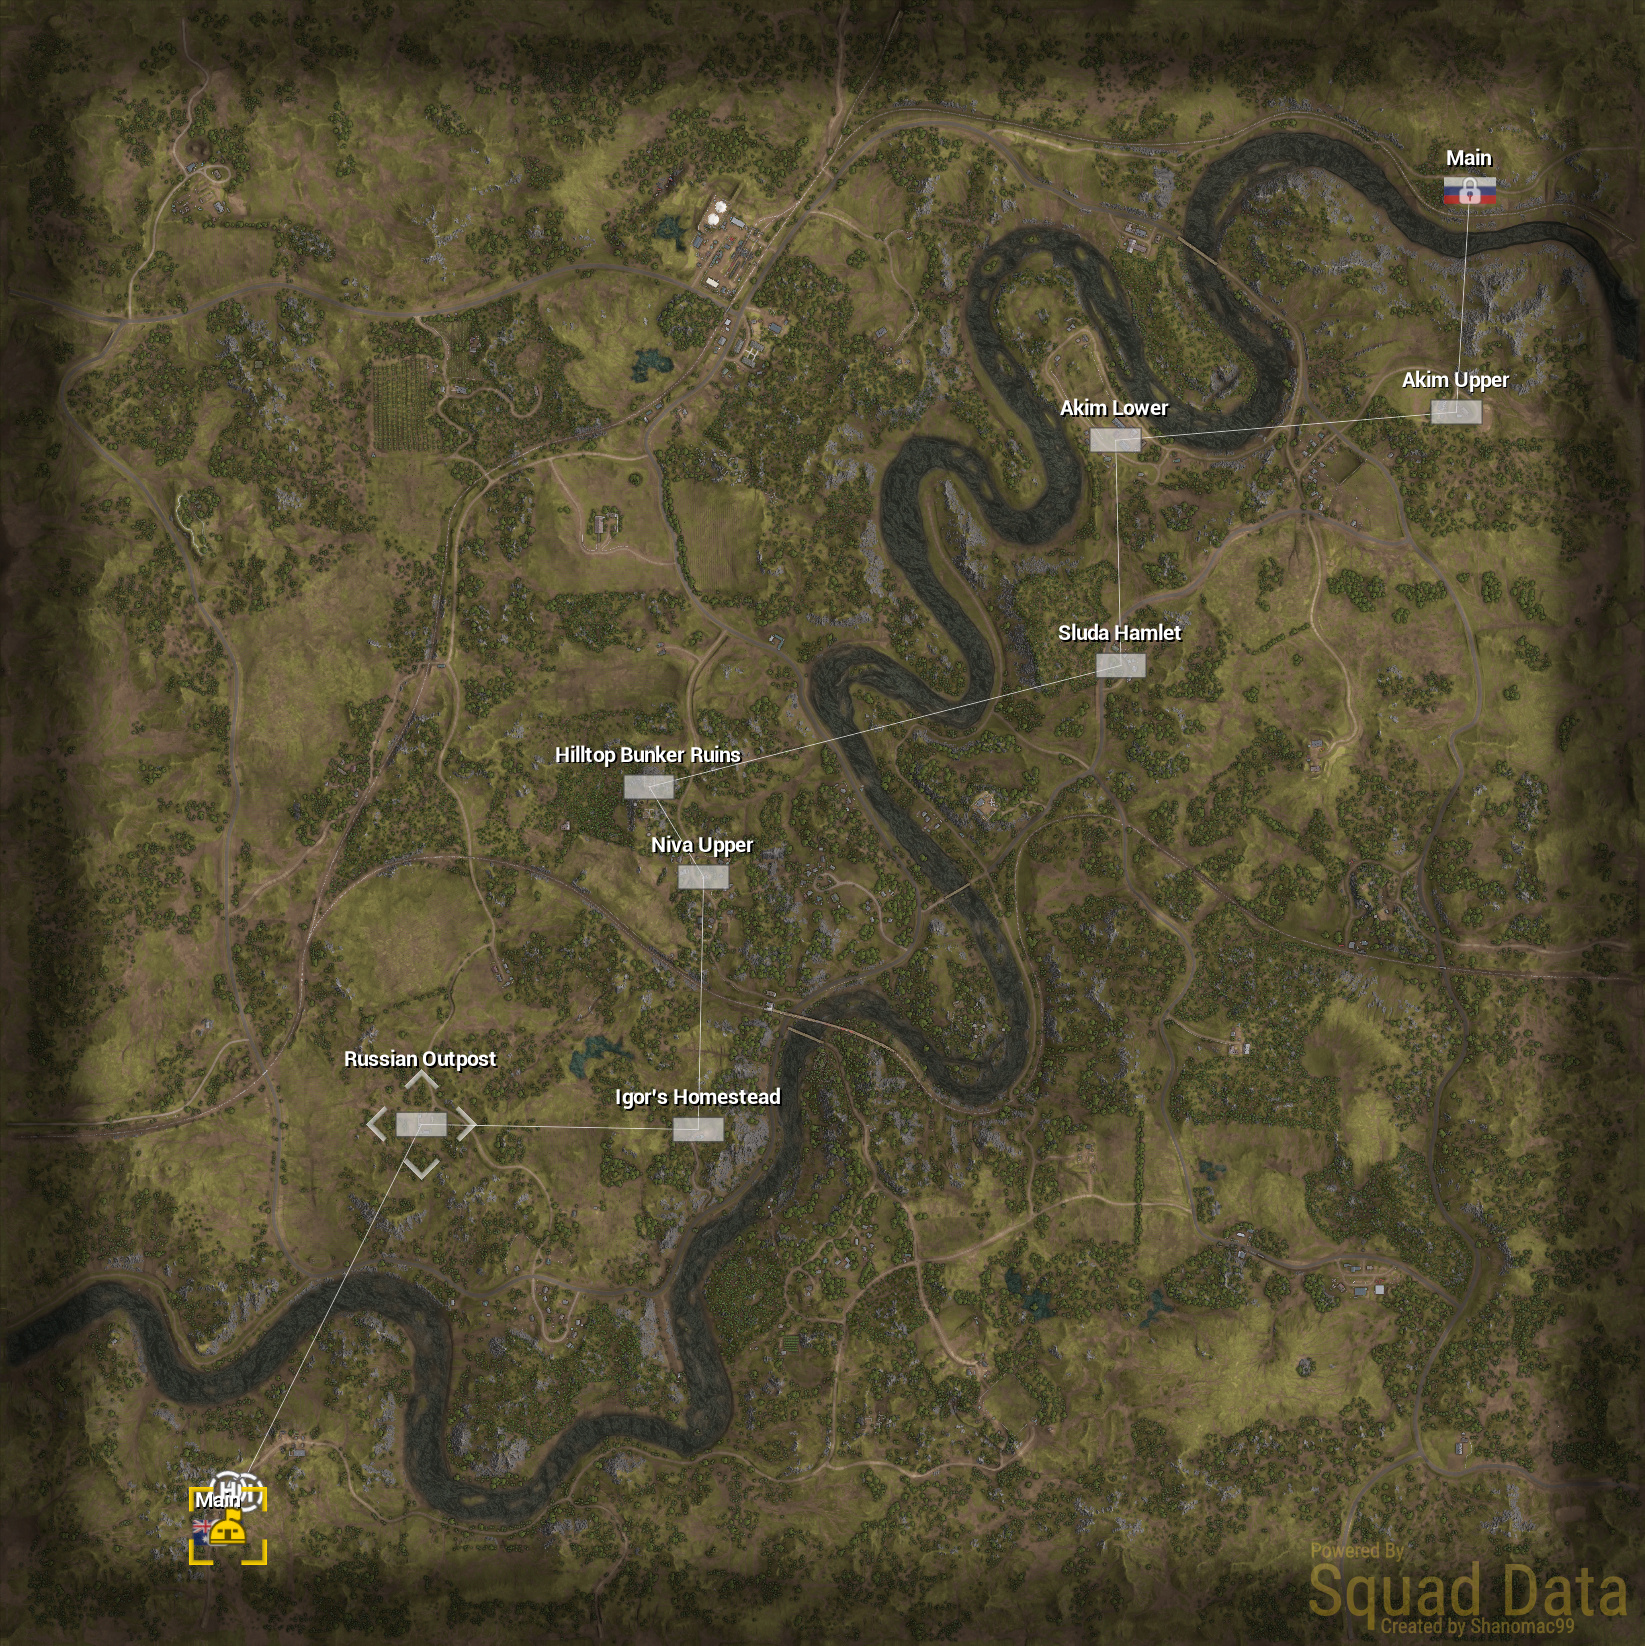 Main
Akim Upper
Akim Lower
Sluda Hamlet
Hilltop Bunker Ruins
Niva Upper
Russian Outpost
Igor's Homestead
H
Main
Powered By
Squad Data
Created by Shanomac99